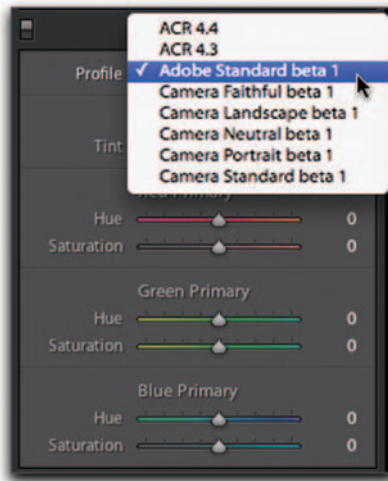 ACR 4.4
ACR 4.3
Profile ✓ Adobe Standard beta 1
Camera Faithful beta 1
Camera Landscape beta 1
Camera Neutral beta 1
Tint Camera Portrait beta 1
Camera Standard beta 1
Red Primary
Hue 0
Saturation 0
Green Primary
Hue 0
Saturation 0
Blue Primary
Hue 0
Saturation 0